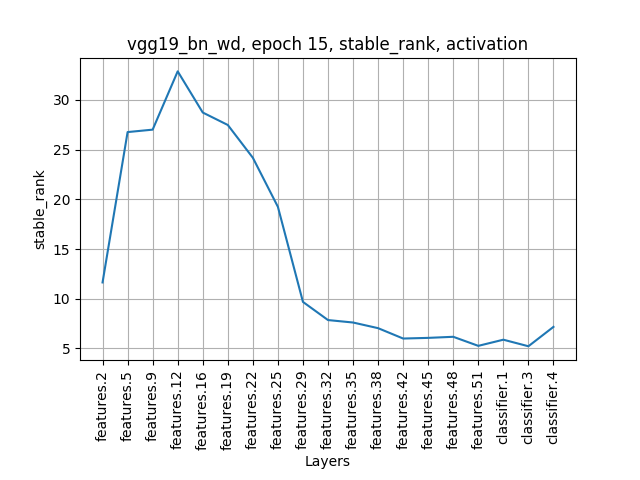 vgg19_bn_wd, epoch 15, stable_rank, activation
stable_rank
30
25
20
15
10
5
features.2
features.5
features.9
features.12
features.16
features.19
features.22
features.25
features.29
features.32
features.35
features.38
features.42
features.45
features.48
features.51
classifier.1
classifier.3
classifier.4
Layers